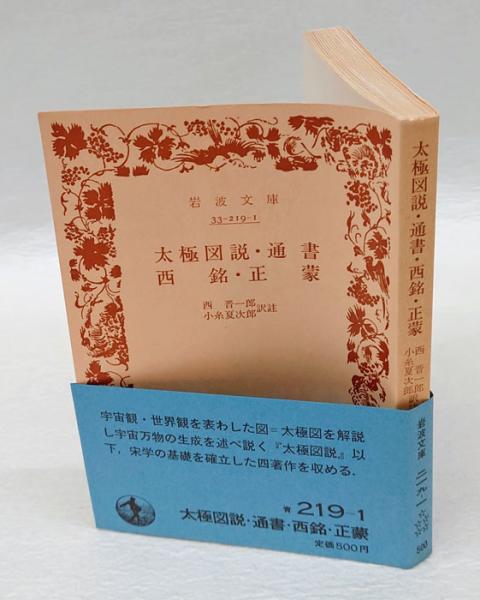 岩波文庫
33-219-1
太極図説・通書
西銘・正蒙
西 晋一郎
小糸夏次郎 訳註
宇宙観・世界観を表わした図=太極図を解説
し宇宙万物の生成を述べ説く『太極図説』以
下，宋学の基礎を確立した四著作を収める．
青 219-1
太極図説・通書・西銘・正蒙
定価500円
太極図説・通書・西銘・正蒙
西 晋一郎
小糸夏次郎
岩波文庫
二一九-一
☆☆☆☆☆
500